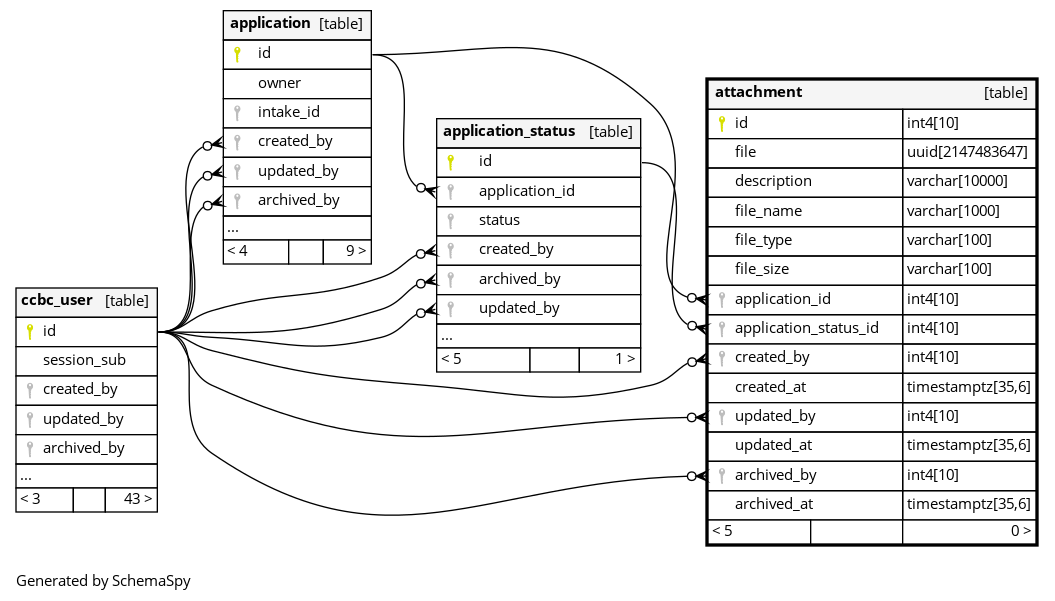 application [table]
id
owner
intake_id
created_by
updated_by
archived_by
...
< 4 9 >
application_status [table]
id
application_id
status
created_by
archived_by
updated_by
...
< 5 1 >
ccbc_user [table]
id
session_sub
created_by
updated_by
archived_by
...
< 3 43 >
attachment [table]
id int4[10]
file uuid[2147483647]
description varchar[10000]
file_name varchar[1000]
file_type varchar[100]
file_size varchar[100]
application_id int4[10]
application_status_id int4[10]
created_by int4[10]
created_at timestamptz[35,6]
updated_by int4[10]
updated_at timestamptz[35,6]
archived_by int4[10]
archived_at timestamptz[35,6]
< 5 0 >
Generated by SchemaSpy